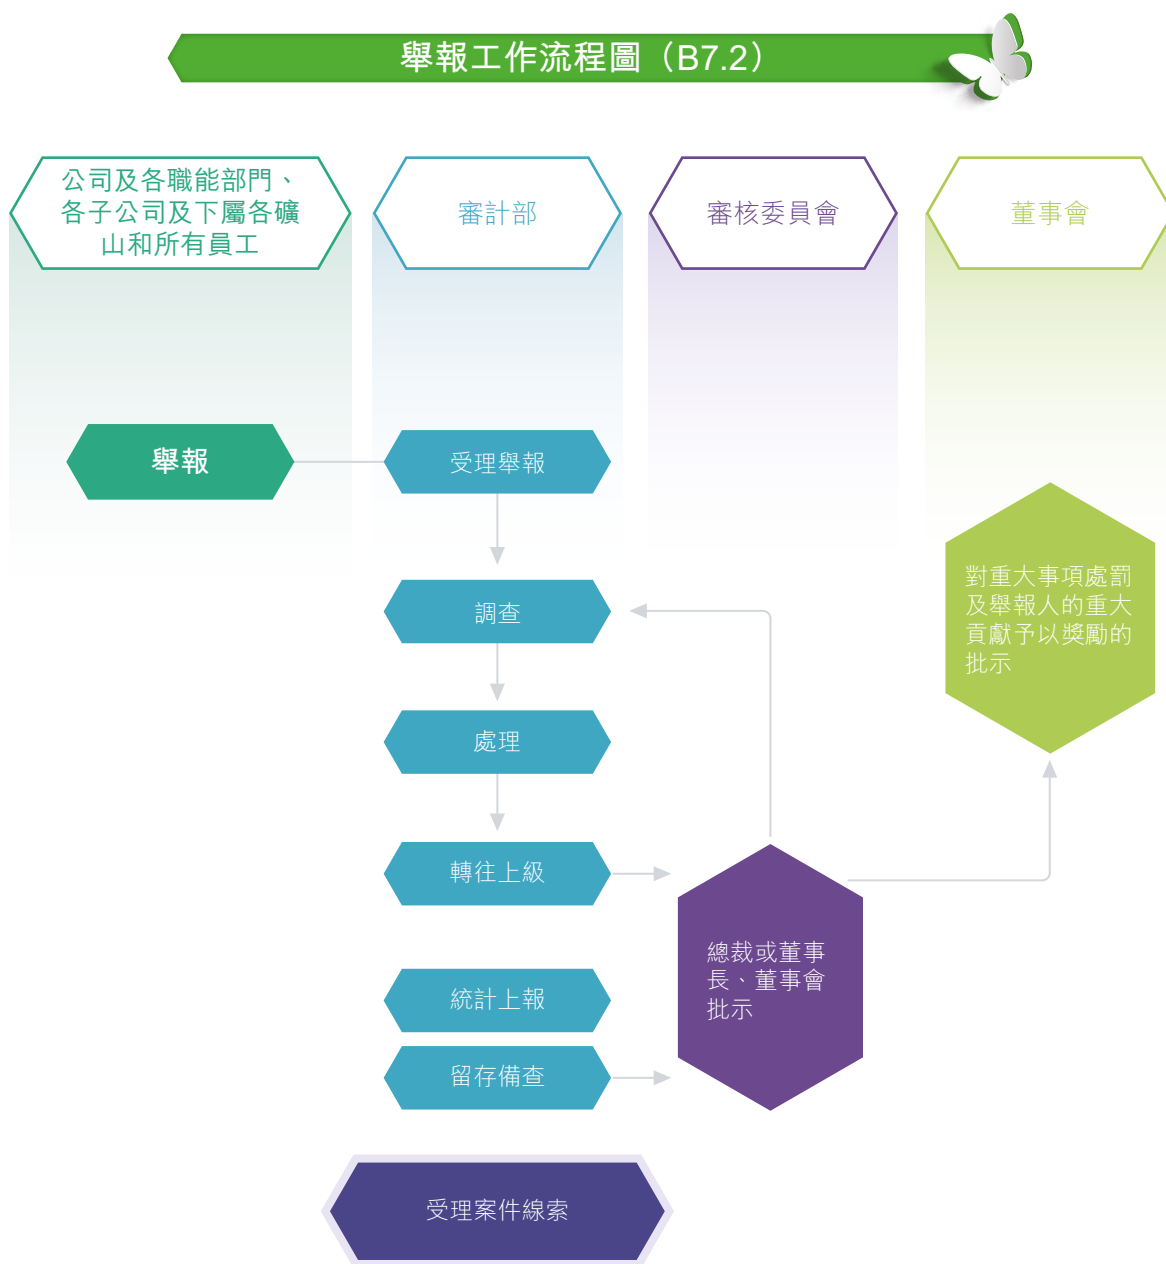 舉報工作流程圖（B7.2）
公司及各職能部門、
各子公司及下屬各礦
山和所有員工
審計部
審核委員會
董事會
舉報
受理舉報
調查
處理
轉往上級
統計上報
留存備查
總裁或董事
長、董事會
批示
對重大事項處罰
及舉報人的重大
貢獻予以獎勵的
批示
受理案件線索